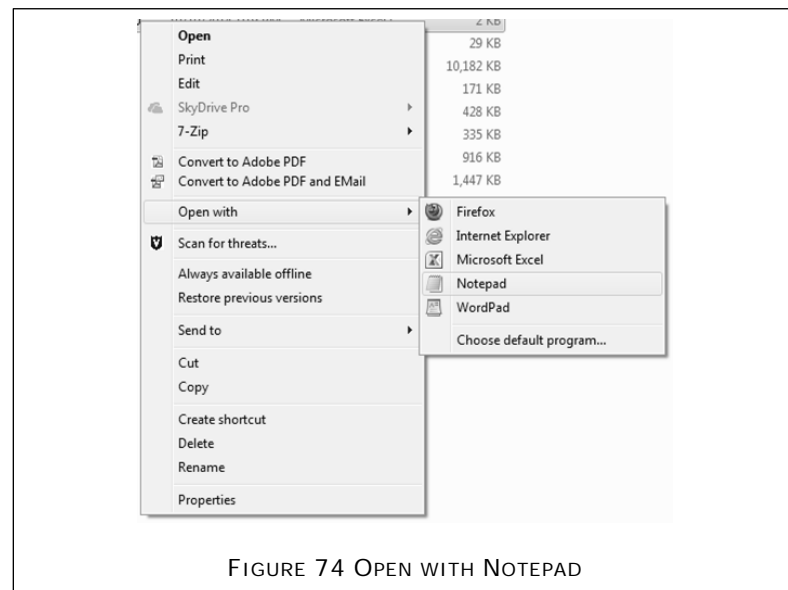 2 KB
Open
29 KB
Print
10,182 KB
Edit
171 KB
SkyDrive Pro
428 KB
7-Zip
335 KB
Convert to Adobe PDF
916 KB
Convert to Adobe PDF and EMail
1,447 KB
Open with
Firefox
Internet Explorer
Microsoft Excel
Notepad
WordPad
Choose default program...
Scan for threats...
Always available offline
Restore previous versions
Send to
Cut
Copy
Create shortcut
Delete
Rename
Properties
FIGURE 74 OPEN WITH NOTEPAD